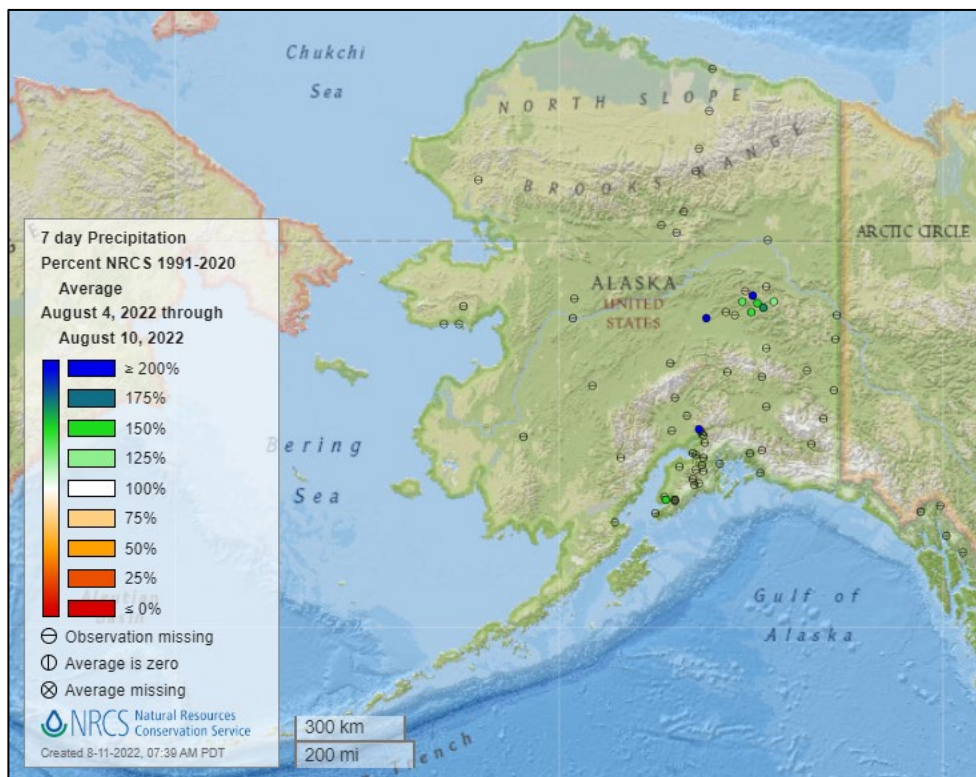 Chukchi
Sea
NORTH SLOPE
BROOKS RANGE
ARCTIC CIRCLE
ALASKA
UNITED
STATES
Bering
Sea
Gulf of
Alaska
Trench
7 day Precipitation
Percent NRCS 1991-2020
Average
August 4, 2022 through
August 10, 2022
≥ 200%
175%
150%
125%
100%
75%
50%
25%
≤ 0%
Aleutian
Basin
Observation missing
Average is zero
Average missing
NRCS Natural Resources
Conservation Service
Created 8-11-2022, 07:39 AM PDT
300 km
200 mi